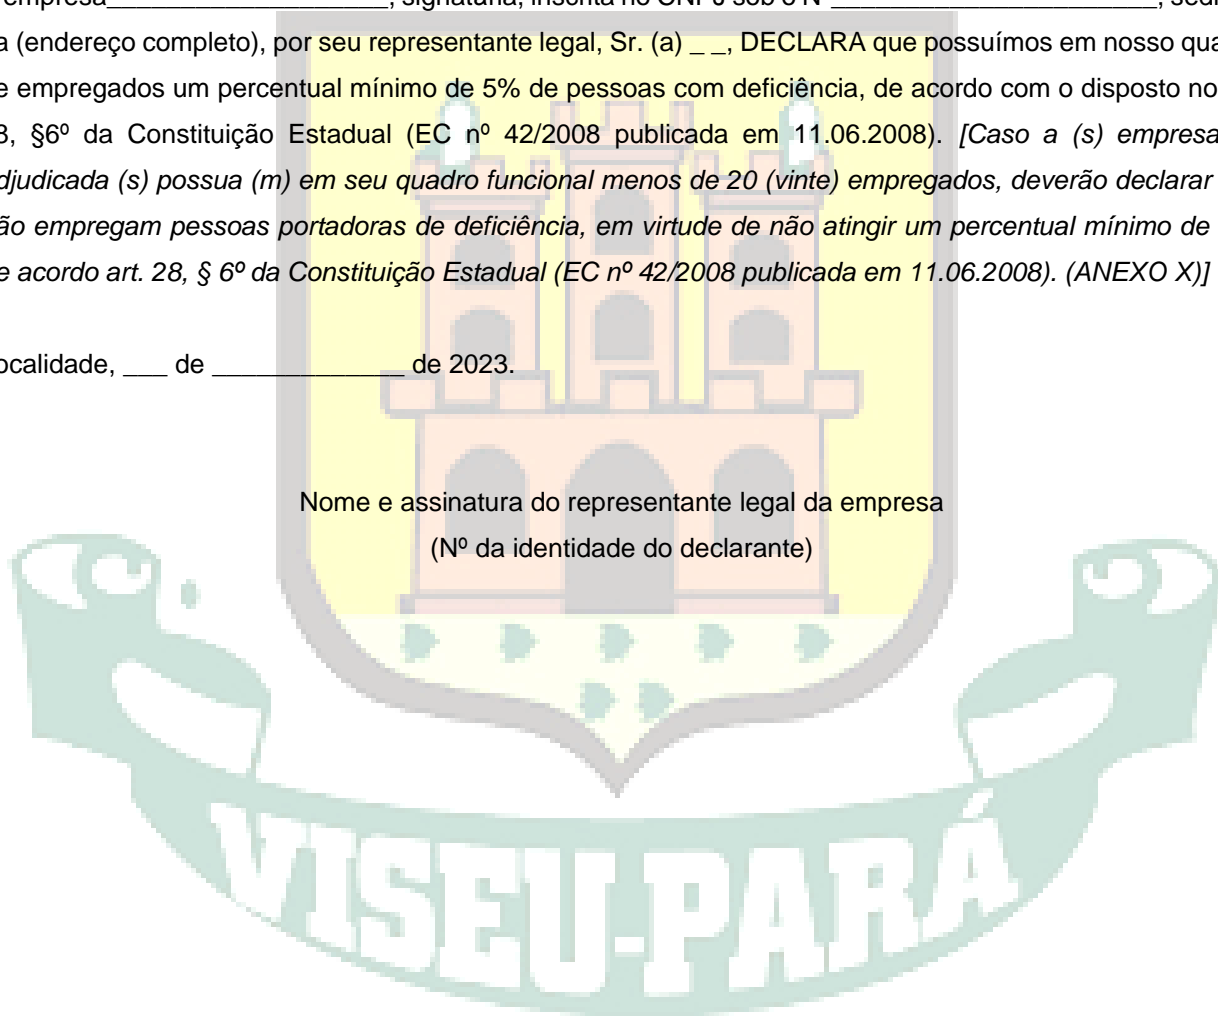 empresa___________________, signatária, inscrita no CNPJ sob o Nº______________________, sedi
a (endereço completo), por seu representante legal, Sr. (a) _ _, DECLARA que possuímos em nosso qua
e empregados um percentual mínimo de 5% de pessoas com deficiência, de acordo com o disposto no
8, §6º da Constituição Estadual (EC nº 42/2008 publicada em 11.06.2008). [Caso a (s) empresa
djudicada (s) possua (m) em seu quadro funcional menos de 20 (vinte) empregados, deverão declarar
ão empregam pessoas portadoras de deficiência, em virtude de não atingir um percentual mínimo de
e acordo art. 28, § 6º da Constituição Estadual (EC nº 42/2008 publicada em 11.06.2008). (ANEXO X)]
ocalidade, ___ de _____________ de 2023.
Nome e assinatura do representante legal da empresa
(Nº da identidade do declarante)
VISEU-PARÁ